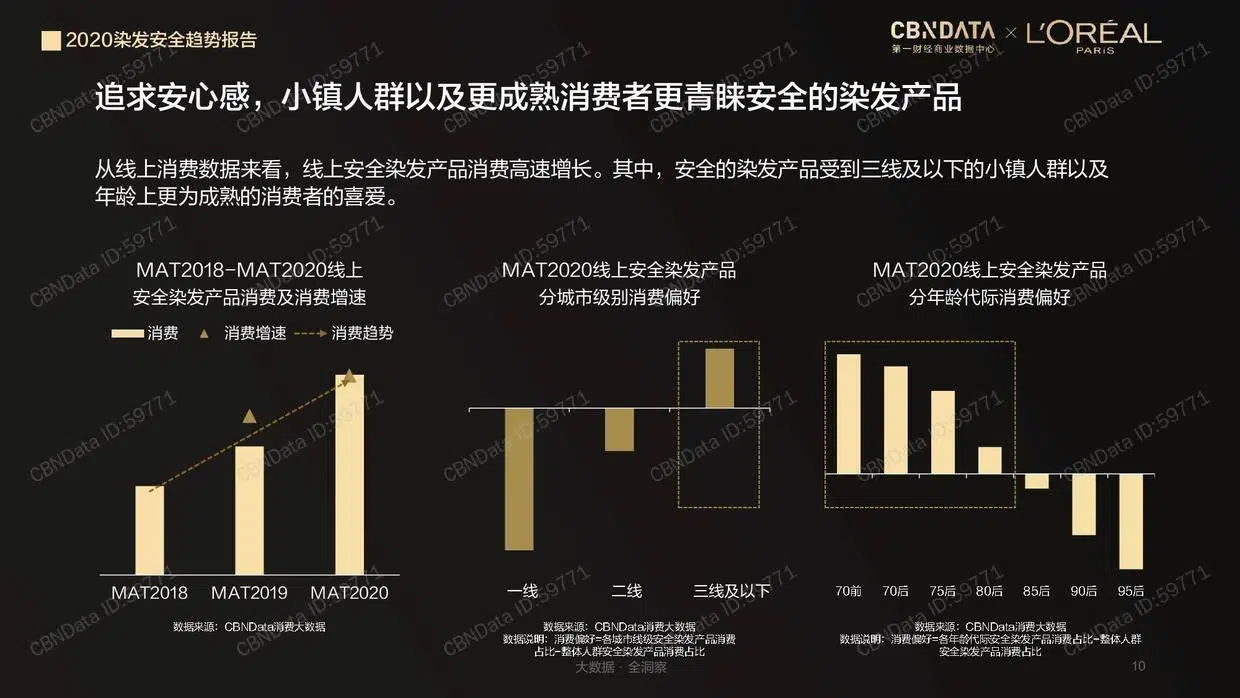 2020染发安全趋势报告
CBNDATA × L'ORÉAL
第一财经商业数据中心 PARIS
追求安心感，小镇人群以及更成熟消费者更青睐安全的染发产品
从线上消费数据来看，线上安全染发产品消费高速增长。其中，安全的染发产品受到三线及以下的小镇人群以及
年龄上更为成熟的消费者的喜爱。
MAT2018-MAT2020线上
安全染发产品消费及消费增速
消费 消费增速 消费趋势
MAT2018 MAT2019 MAT2020
数据来源：CBNData消费大数据
MAT2020线上安全染发产品
分城市级别消费偏好
一线 二线 三线及以下
数据来源：CBNData消费大数据
数据说明：消费偏好=各城市线级安全染发产品消费
占比-整体人群安全染发产品消费占比
MAT2020线上安全染发产品
分年龄代际消费偏好
70前 70后 75后 80后 85后 90后 95后
数据来源：CBNData消费大数据
数据说明：消费偏好=各年龄代际安全染发产品消费占比-整体人群
安全染发产品消费占比
大数据·全洞察
10
CBNData ID:59771